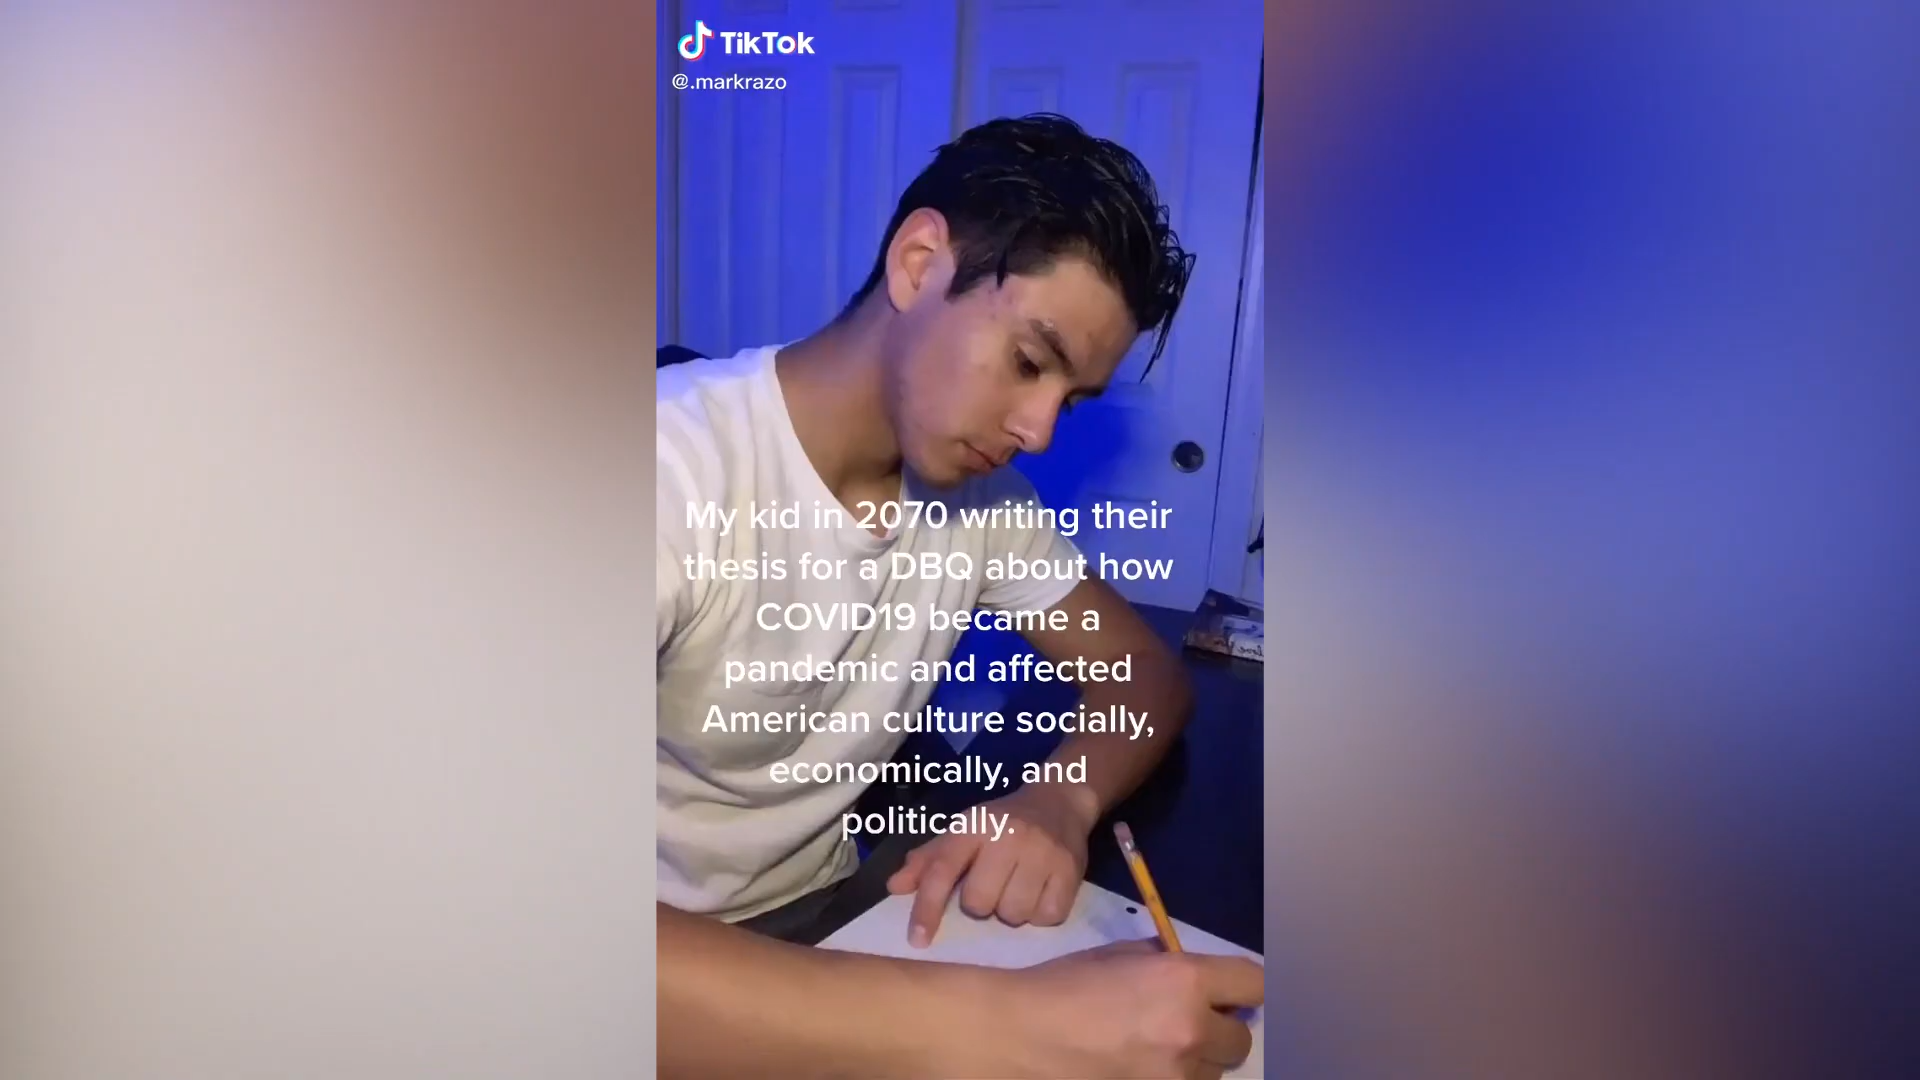 TikTok
@.markrazo
My kid in 2070 writing their
thesis for a DBQ about how
COVID19 became a
pandemic and affected
American culture socially,
economically, and
politically.